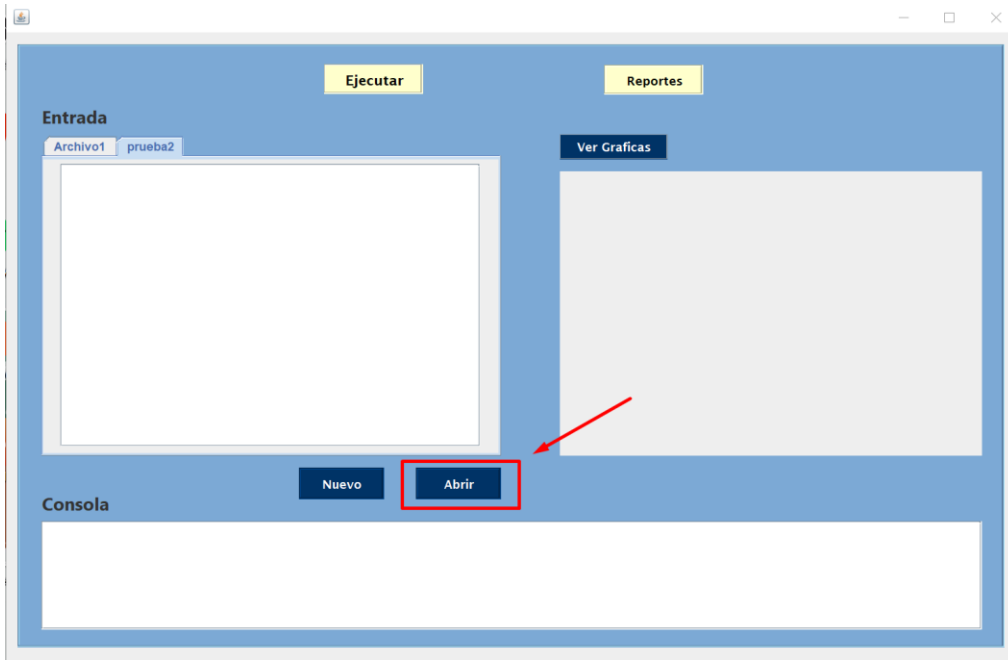 Ejecutar
Reportes
Entrada
Archivo1
prueba2
Ver Graficas
Nuevo
Abrir
Consola